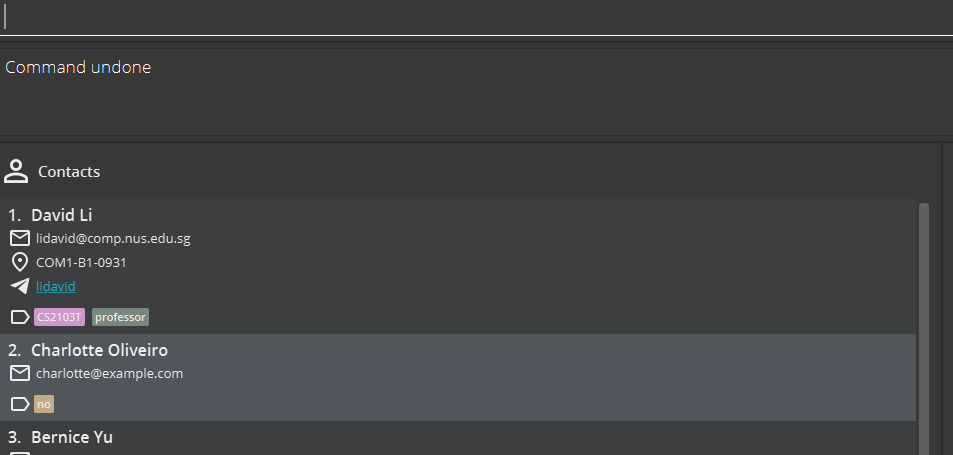 Command undone
Contacts
1. David Li
lidavid@comp.nus.edu.sg
COM1-B1-0931
lidavid
CS2103T professor
2. Charlotte Oliveiro
charlotte@example.com
no
3. Bernice Yu